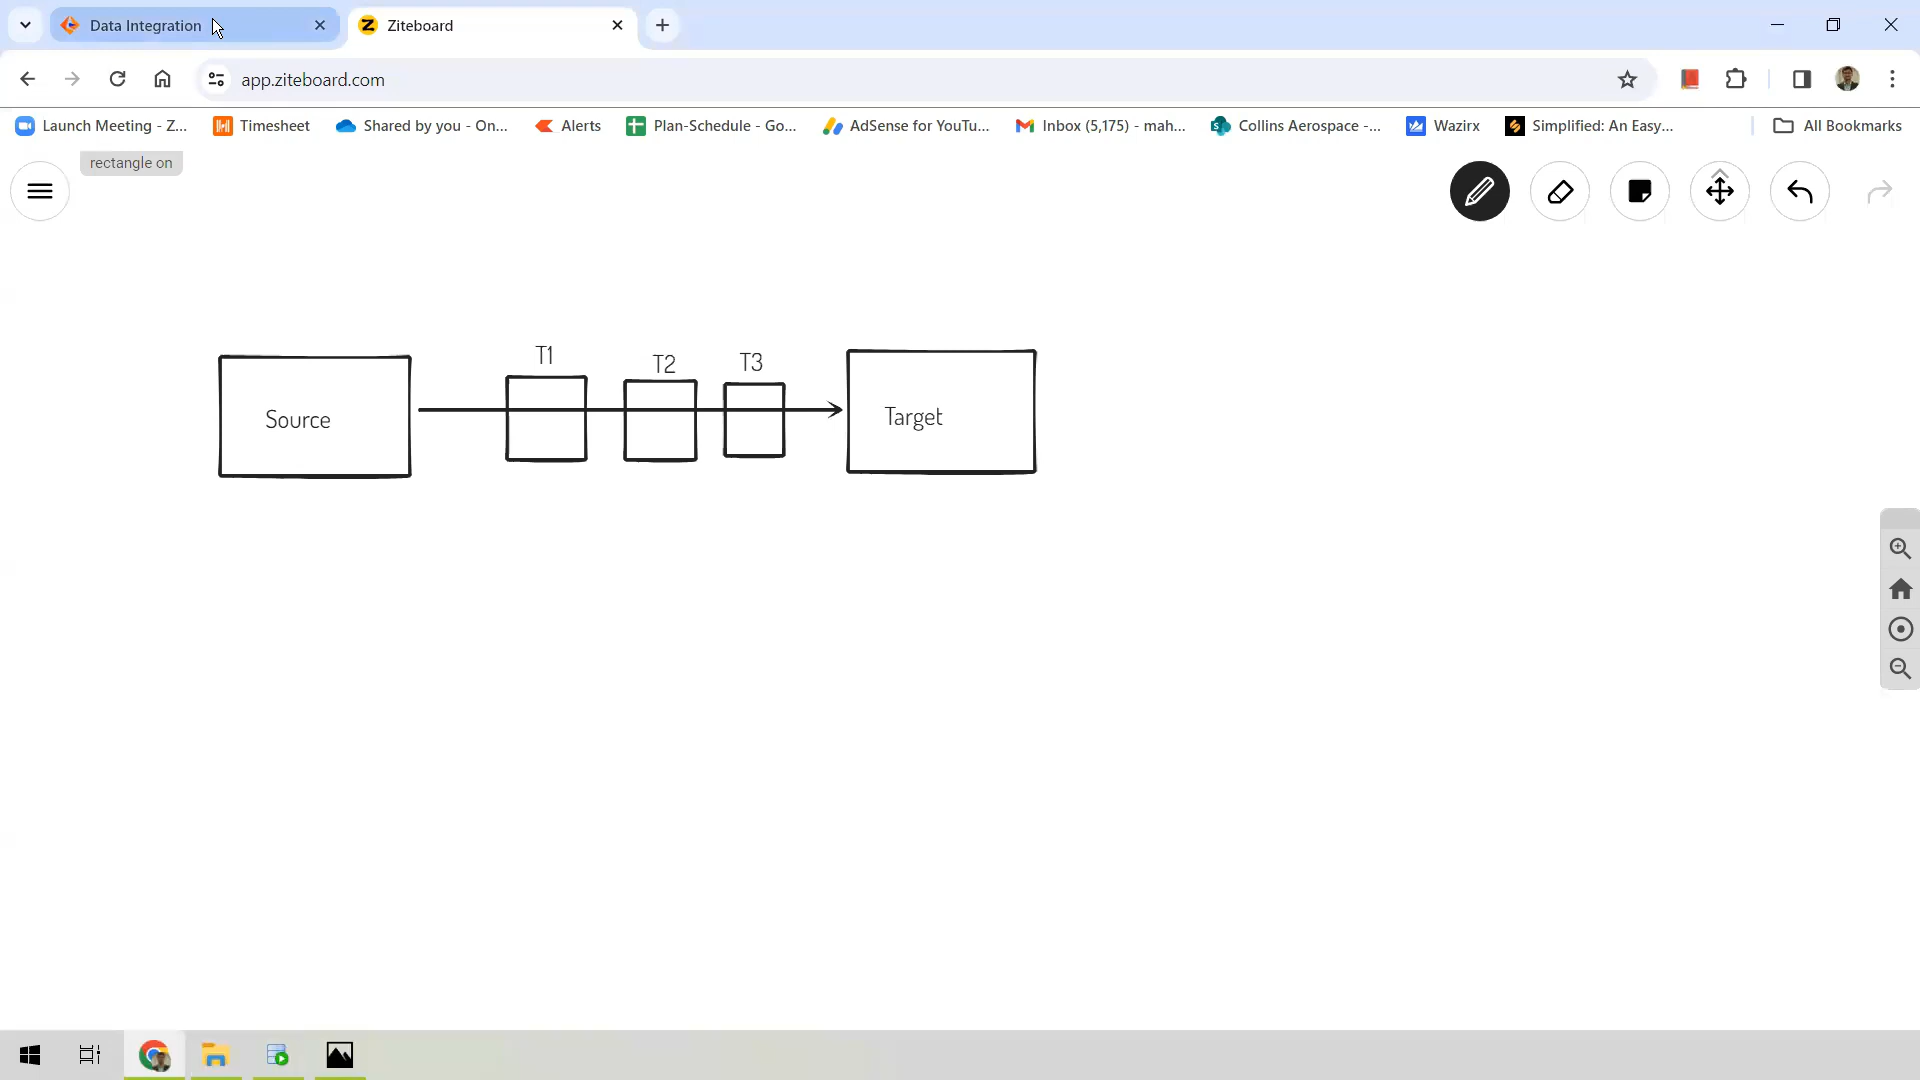 Data Integration
Ziteboard
app.ziteboard.com
Launch Meeting - Z...
Timesheet
Shared by you - On...
Alerts
Plan-Schedule - Go...
AdSense for YouTu...
Inbox (5,175) - mah...
Collins Aerospace -...
Wazirx
Simplified: An Easy...
All Bookmarks
rectangle on
T1
T2
T3
Source
Target